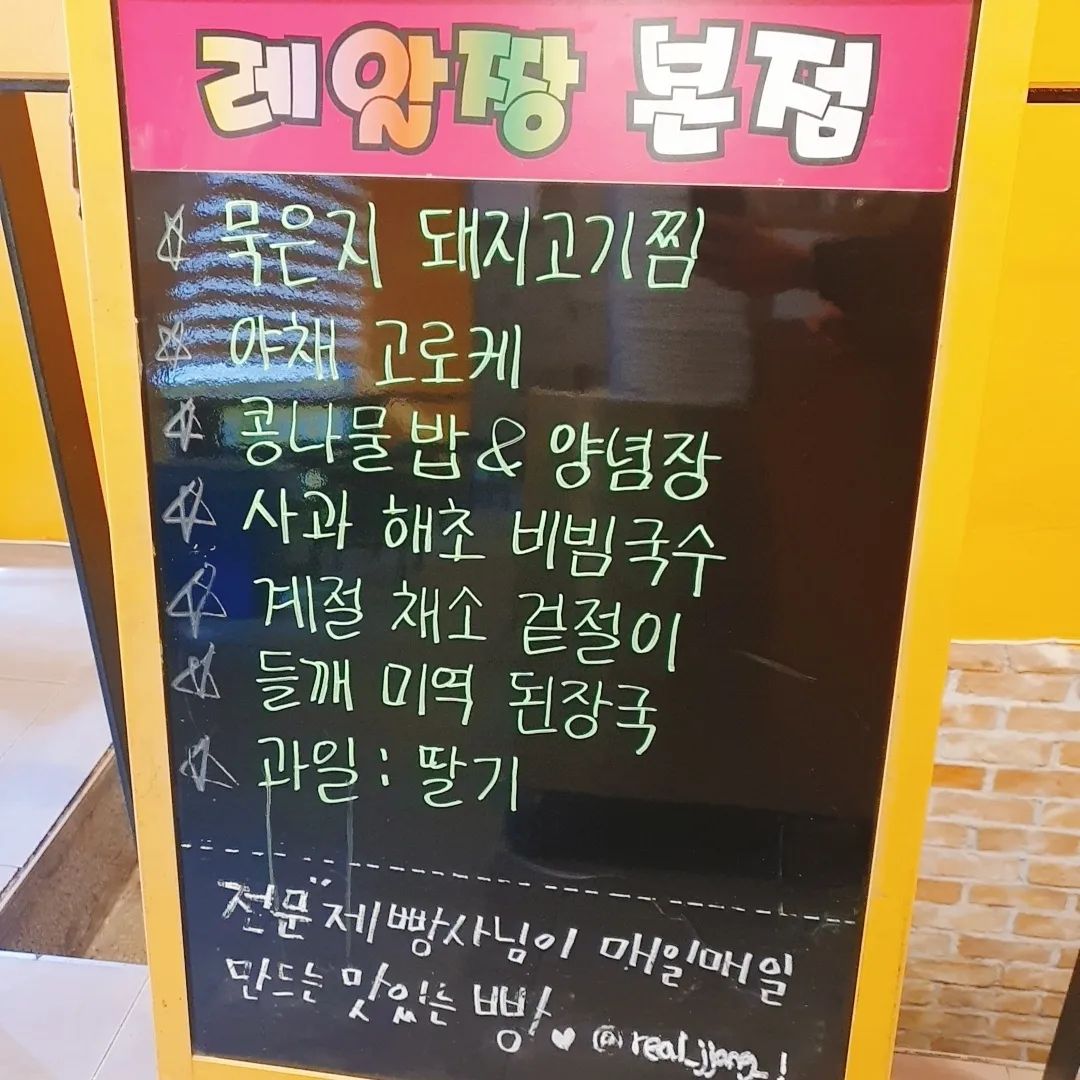 레알짱 본점
☆ 묵은지 돼지고기찜
☆ 야채 고로케
☆ 콩나물밥 & 양념장
☆ 사과 해초 비빔국수
☆ 계절 채소 겉절이
☆ 들깨 미역 된장국
☆ 과일 : 딸기
전문 제빵사님이 매일매일
만드는 맛있는 빵♥ @real_jjang_!